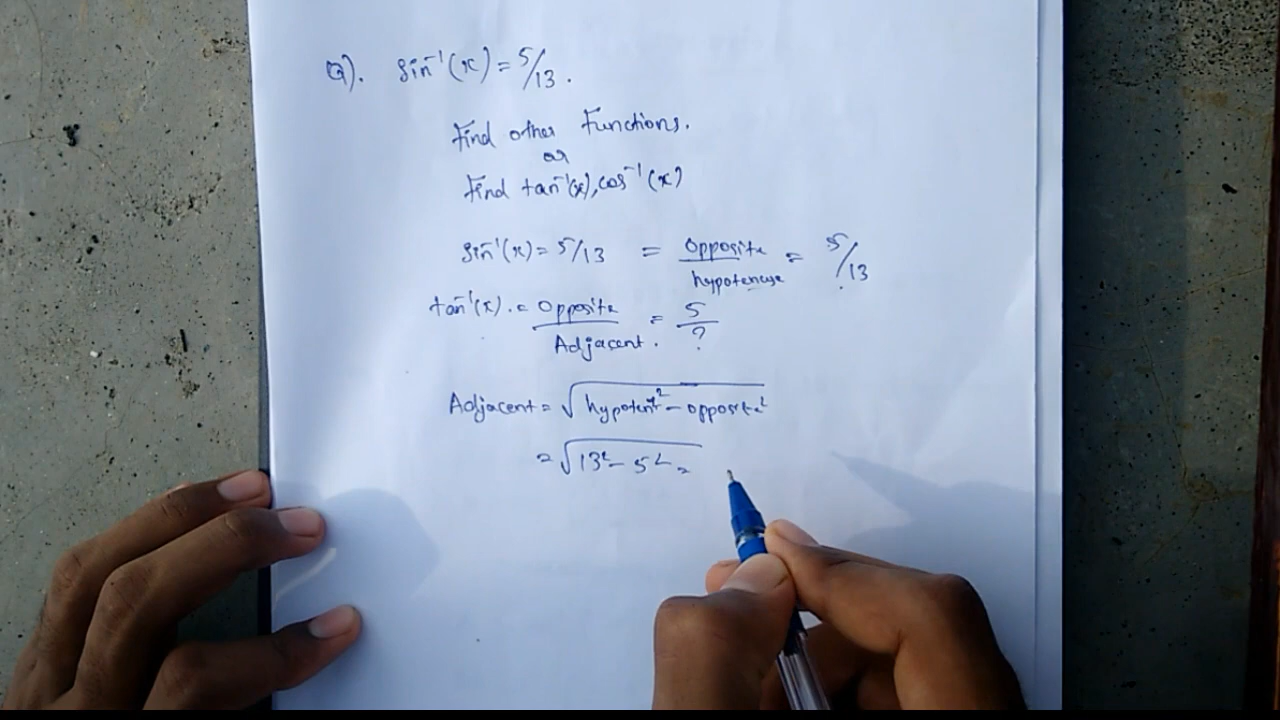 Q). sin⁻¹(x) = 5/13.
Find other Functions.
or
Find tan⁻¹(x), cos⁻¹(x)
sin⁻¹(x) = 5/13 = opposite/hypotenuse = 5/13
tan⁻¹(x). = opposite/Adjacent. = 5/?
Adjacent = √(hypoten² - opposite²)
= √(13² - 5²) =